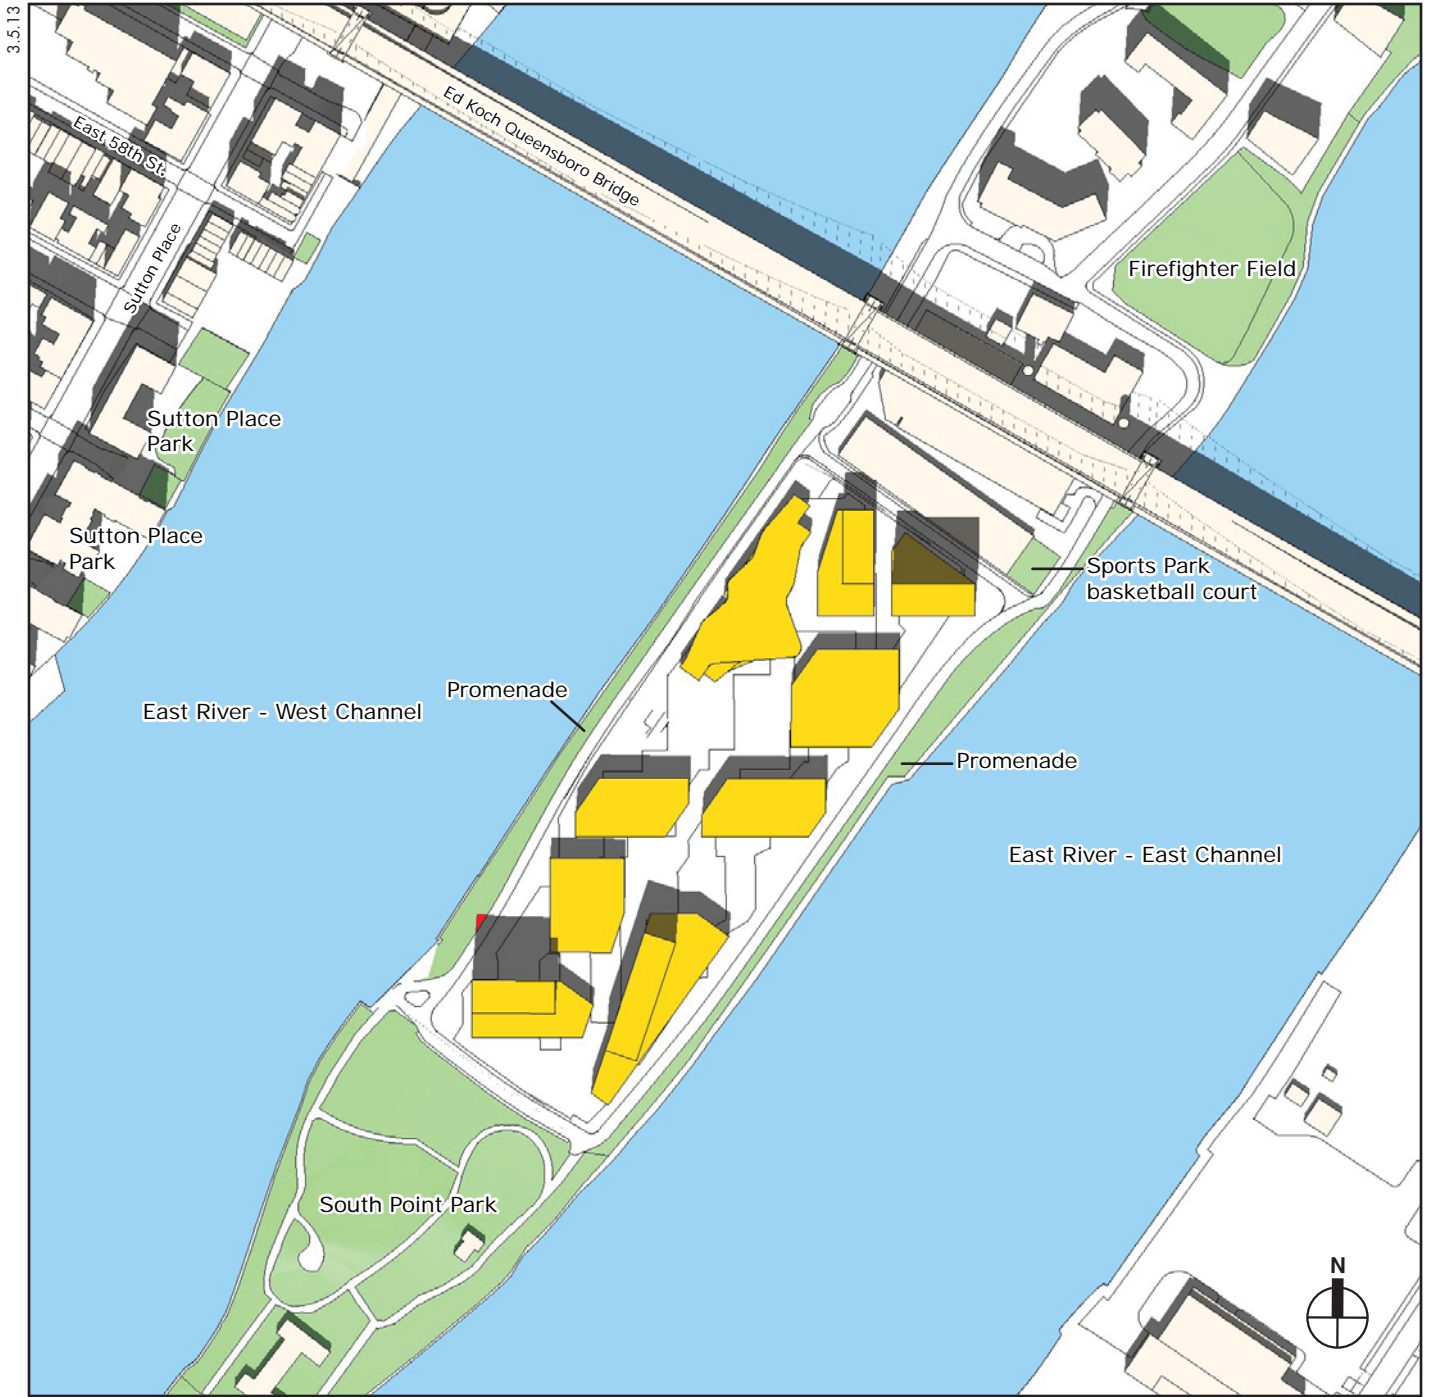 3.5.13
Ed Koch Queensboro Bridge
East 58th St.
Sutton Place
Firefighter Field
Sutton Place
Park
Sutton Place
Park
Sports Park
basketball court
Promenade
East River - West Channel
Promenade
East River - East Channel
South Point Park
N